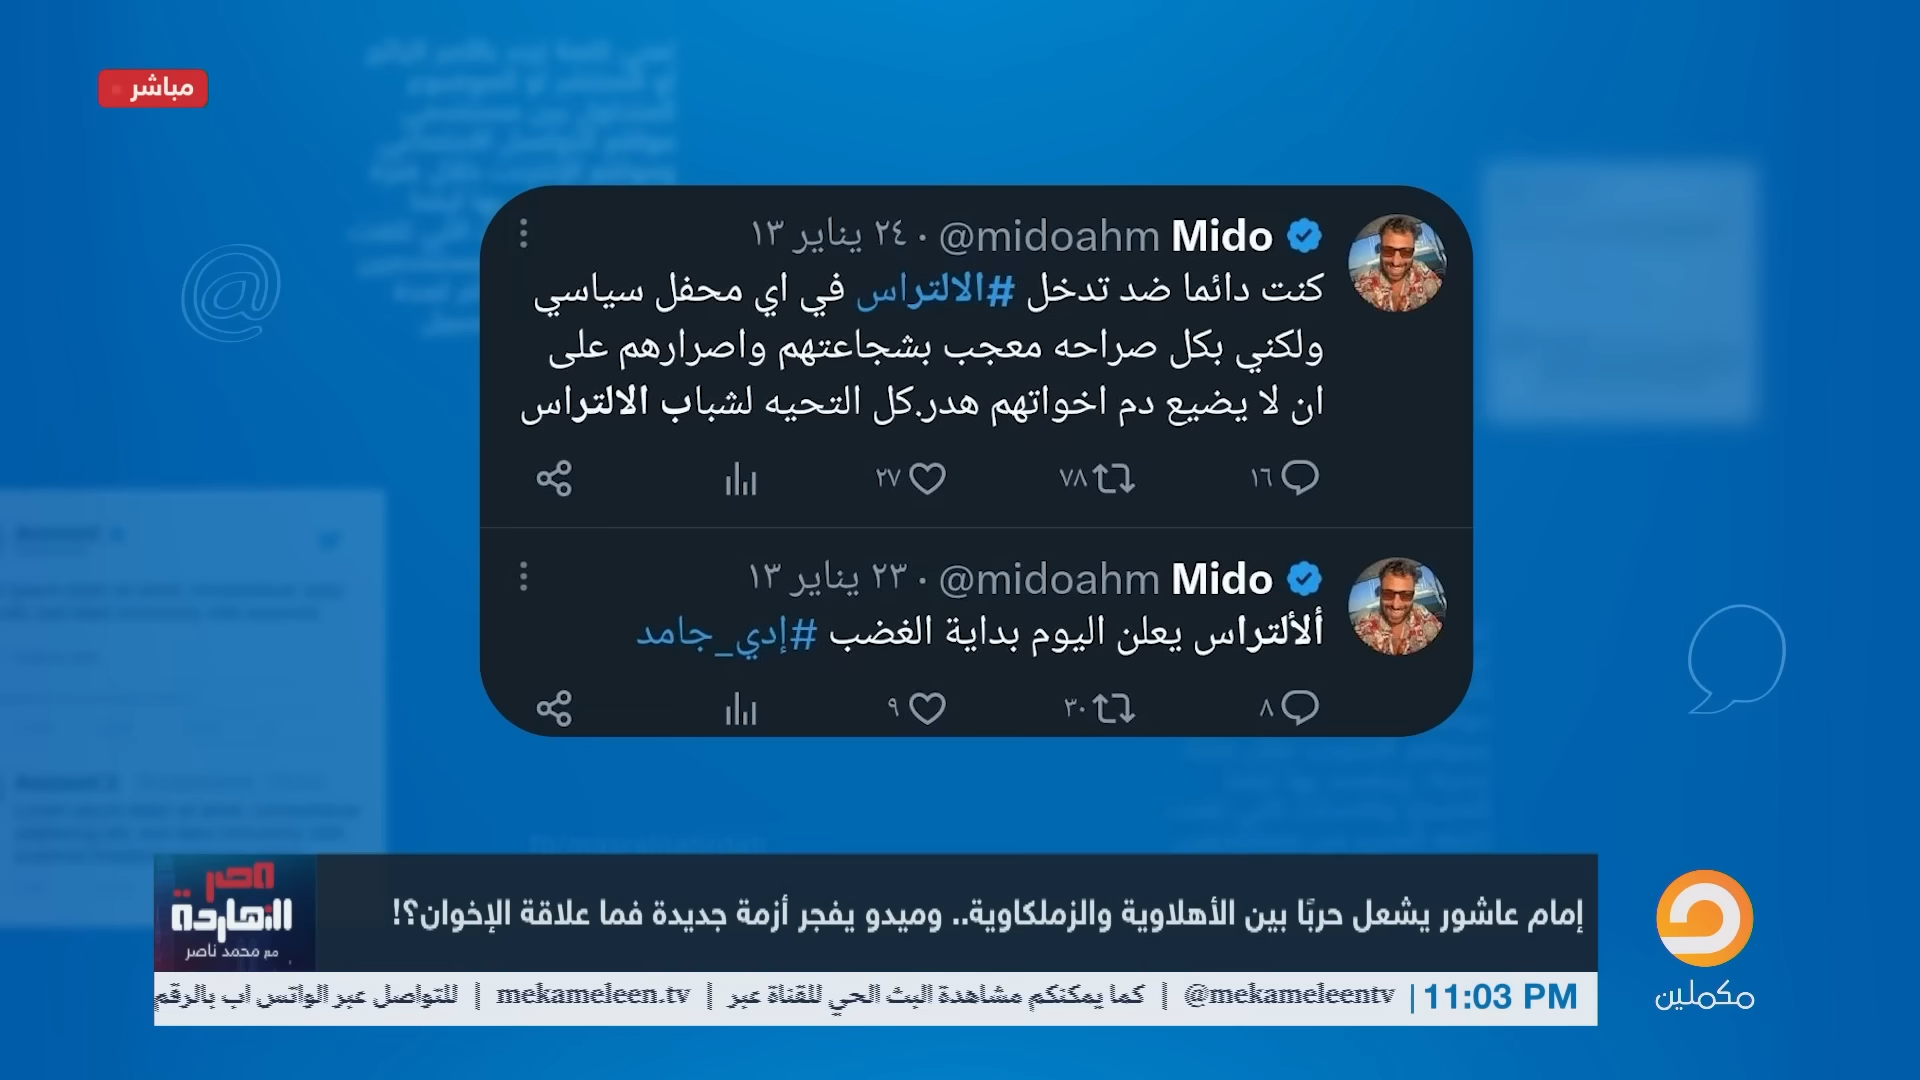 مباشر
Mido @midoahm · ٢٤ يناير ١٣
كنت دائما ضد تدخل #الالتراس في اي محفل سياسي
ولكني بكل صراحه معجب بشجاعتهم واصرارهم على
ان لا يضيع دم اخواتهم هدر.كل التحيه لشباب الالتراس
١٦ ٧٨ ٢٧
Mido @midoahm · ٢٣ يناير ١٣
ألألتراس يعلن اليوم بداية الغضب #إدي_جامد
٨ ٣٠ ٩
إمام عاشور يشعل حربًا بين الأهلاوية والزملكاوية.. وميدو يفجر أزمة جديدة فما علاقة الإخوان؟!
مصر
النهاردة
مع محمد ناصر
11:03 PM | @mekameleentv | كما يمكنكم مشاهدة البث الحي للقناة عبر | mekameleen.tv | للتواصل عبر الواتس اب بالرقم
مكملين